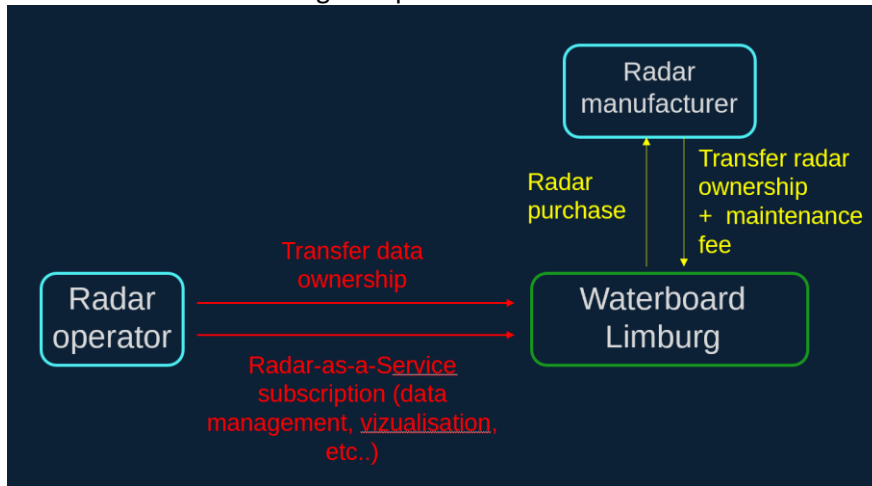 Radar
manufacturer
Radar
purchase
Transfer radar
ownership
+ maintenance
fee
Transfer data
ownership
Radar
operator
Waterboard
Limburg
Radar-as-a-Service
subscription (data
management, vizualisation,
etc..)